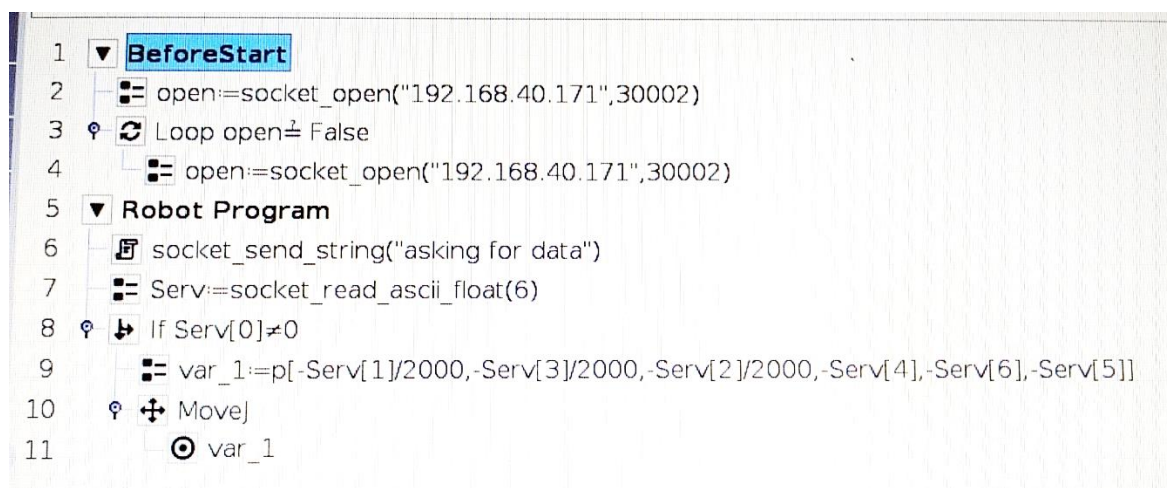 1 ▼ BeforeStart
2 open:=socket_open("192.168.40.171",30002)
3 Loop open≟ False
4 open:=socket_open("192.168.40.171",30002)
5 ▼ Robot Program
6 socket_send_string("asking for data")
7 Serv:=socket_read_ascii_float(6)
8 If Serv[0]≠0
9 var_1:=p[-Serv[1]/2000,-Serv[3]/2000,-Serv[2]/2000,-Serv[4],-Serv[6],-Serv[5]]
10 MoveJ
11 var_1